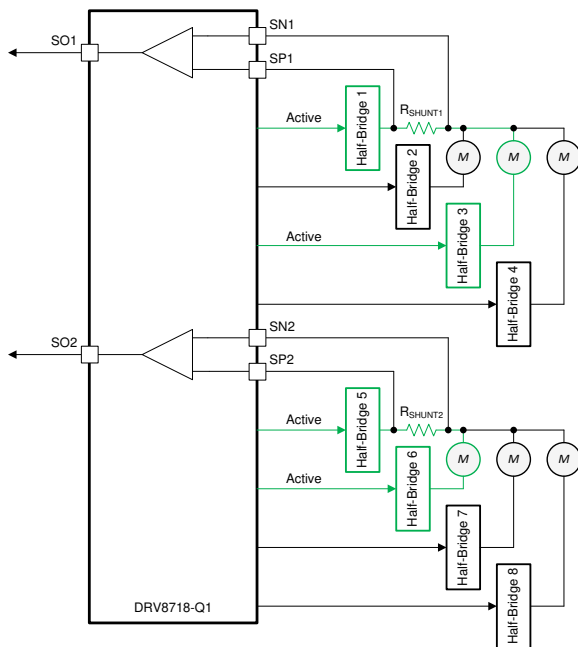 SO1
SN1
SP1
Active
Half-Bridge 1
RSHUNT1
M
M
M
Half-Bridge 2
Active
Half-Bridge 3
Half-Bridge 4
SO2
SN2
SP2
Active
Half-Bridge 5
RSHUNT2
M
M
M
Active
Half-Bridge 6
Half-Bridge 7
Half-Bridge 8
DRV8718-Q1